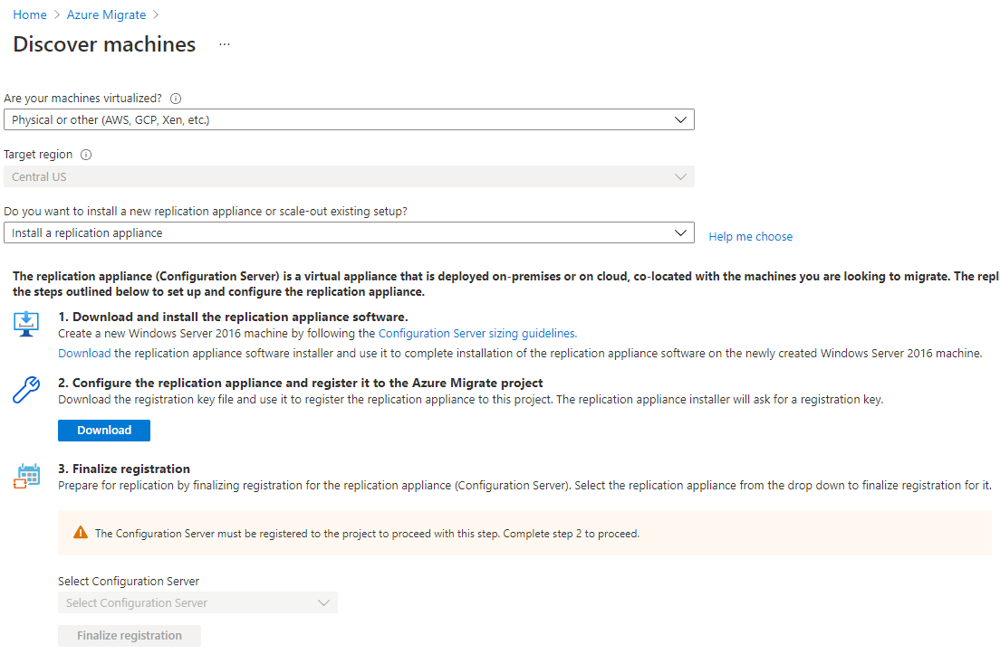 Home > Azure Migrate >
Discover machines ...
Are your machines virtualized?
Physical or other (AWS, GCP, Xen, etc.)
Target region
Central US
Do you want to install a new replication appliance or scale-out existing setup?
Install a replication appliance
Help me choose
The replication appliance (Configuration Server) is a virtual appliance that is deployed on-premises or on cloud, co-located with the machines you are looking to migrate. The repl
the steps outlined below to set up and configure the replication appliance.
1. Download and install the replication appliance software.
Create a new Windows Server 2016 machine by following the Configuration Server sizing guidelines.
Download the replication appliance software installer and use it to complete installation of the replication appliance software on the newly created Windows Server 2016 machine.
2. Configure the replication appliance and register it to the Azure Migrate project
Download the registration key file and use it to register the replication appliance to this project. The replication appliance installer will ask for a registration key.
Download
3. Finalize registration
Prepare for replication by finalizing registration for the replication appliance (Configuration Server). Select the replication appliance from the drop down to finalize registration for it.
The Configuration Server must be registered to the project to proceed with this step. Complete step 2 to proceed.
Select Configuration Server
Select Configuration Server
Finalize registration